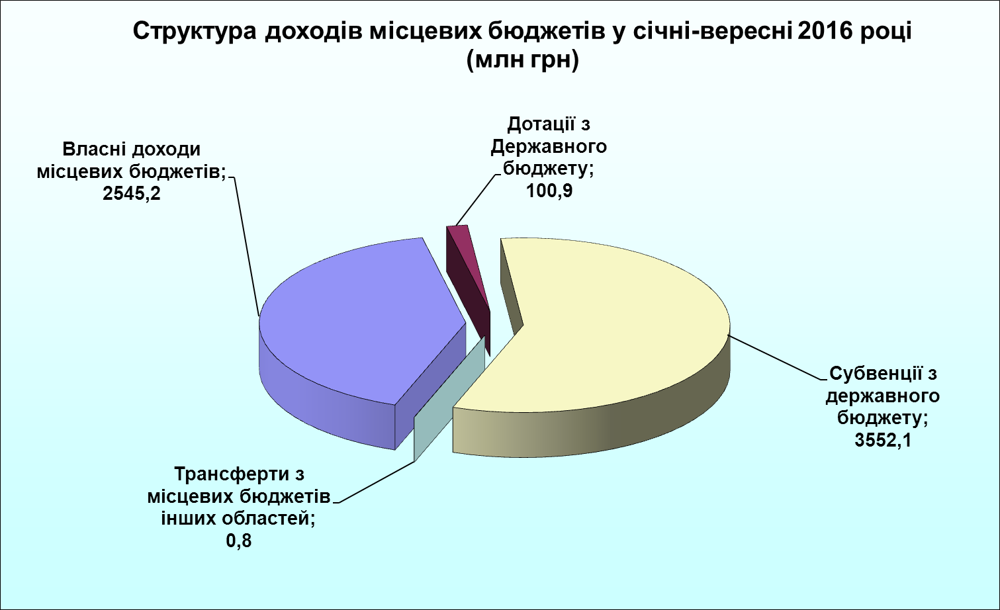 Структура доходів місцевих бюджетів у січні-вересні 2016 році
(млн грн)
Дотації з
Державного
бюджету;
100,9
Власні доходи
місцевих бюджетів;
2545,2
Субвенції з
державного
бюджету;
3552,1
Трансферти з
місцевих бюджетів
інших областей;
0,8